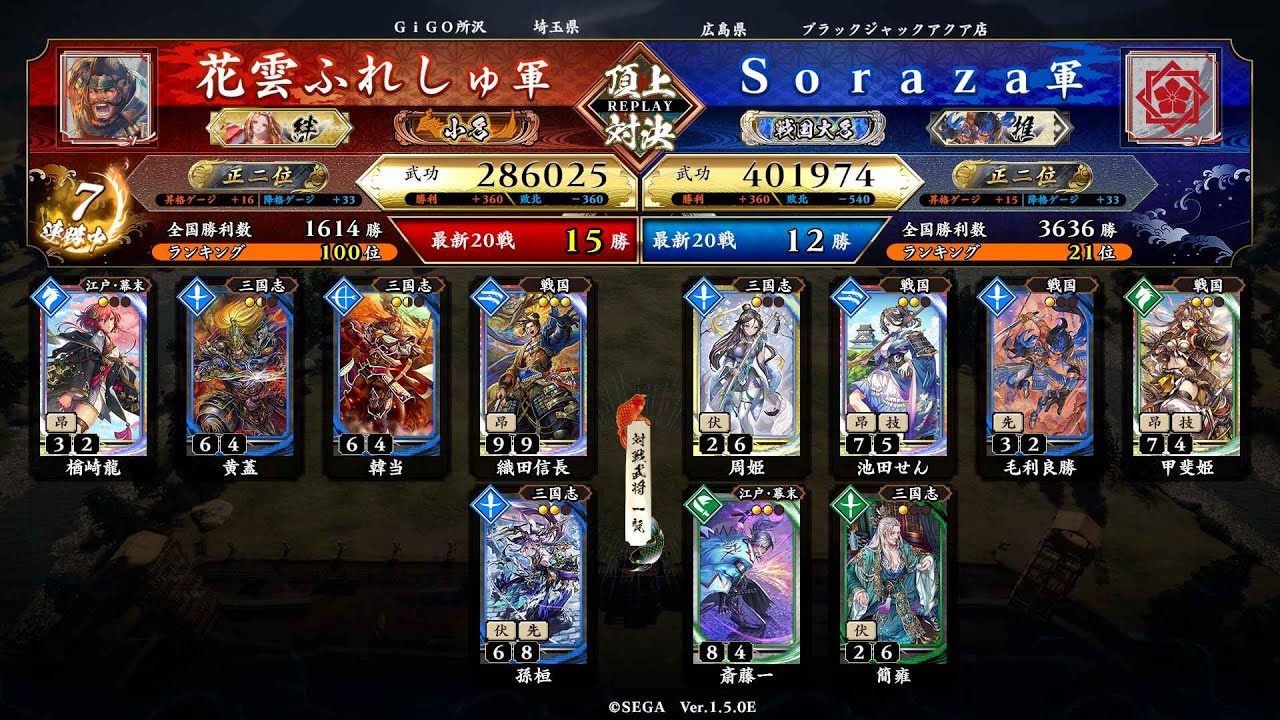 GiGO所沢 埼玉県
広島県 ブラックジャックアクア店
花雲ふれしゅ軍
頂上
REPLAY
対決
Soraza軍
絆
小名
戦国大名
推
正二位
武功 286025
武功 401974
正二位
昇格ゲージ +16 降格ゲージ +33
勝利 +360 敗北 -360
勝利 +360 敗北 -540
昇格ゲージ +15 降格ゲージ +33
7
連勝中
全国勝利数 1614勝
ランキング 100位
最新20戦 15勝
最新20戦 12勝
全国勝利数 3636勝
ランキング 21位
江戸・幕末
昴
3 2
楢崎龍
三国志
6 4
黄蓋
三国志
6 4
韓当
戦国
昴
9 9
織田信長
三国志
伏
2 6
周姫
戦国
昴 技
7 5
池田せん
戦国
先
3 2
毛利良勝
戦国
昴 技
7 4
甲斐姫
対戦武将一覧
三国志
伏 先
6 8
孫桓
江戸・幕末
8 4
斎藤一
三国志
伏
2 6
簡雍
©SEGA Ver.1.5.0E